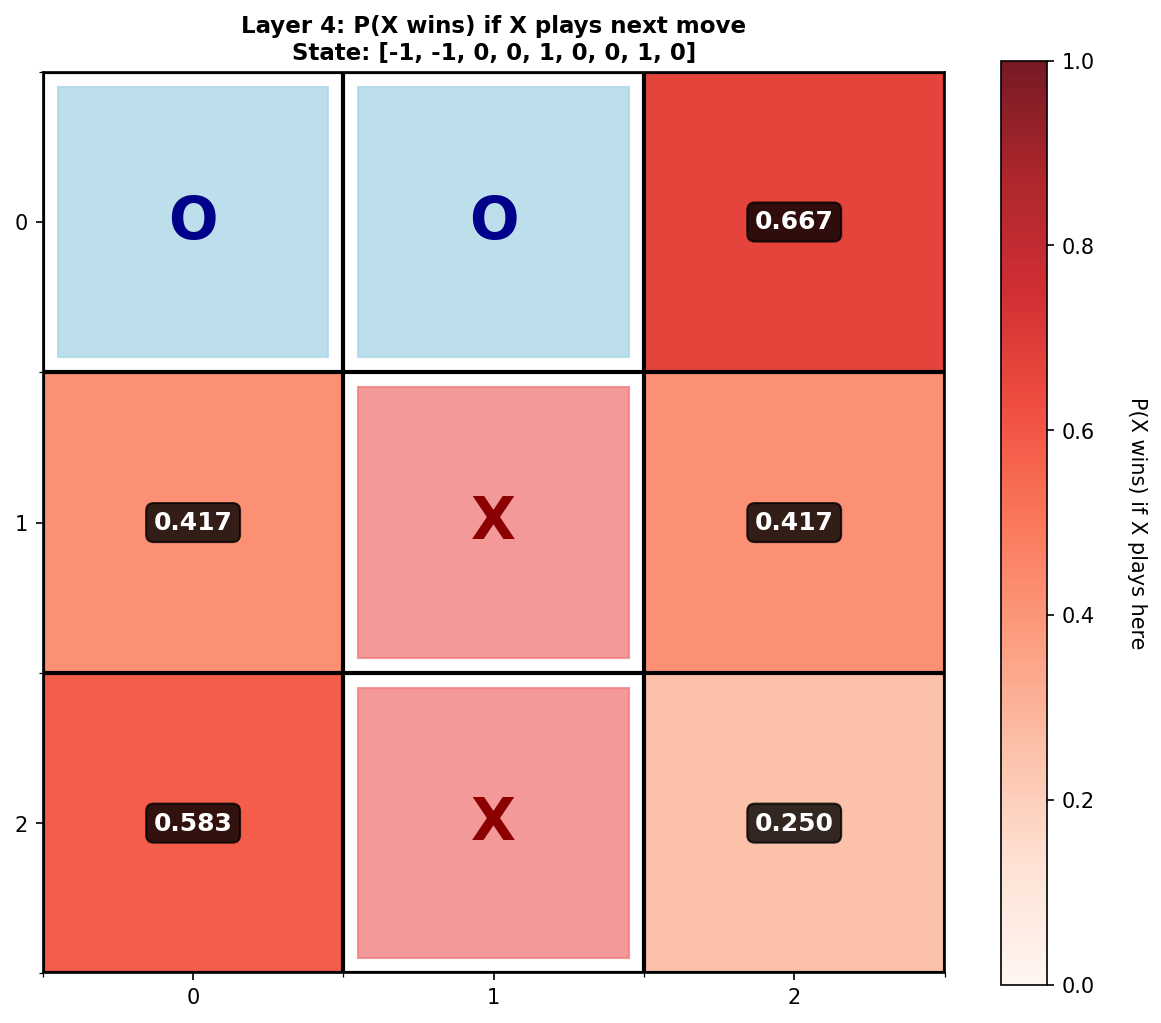 Layer 4: P(X wins) if X plays next move
State: [-1, -1, 0, 0, 1, 0, 0, 1, 0]
O
O
0.667
0.417
X
0.417
0.583
X
0.250
0
1
2
0
1
2
1.0
0.8
0.6
0.4
0.2
0.0
P(X wins) if X plays here